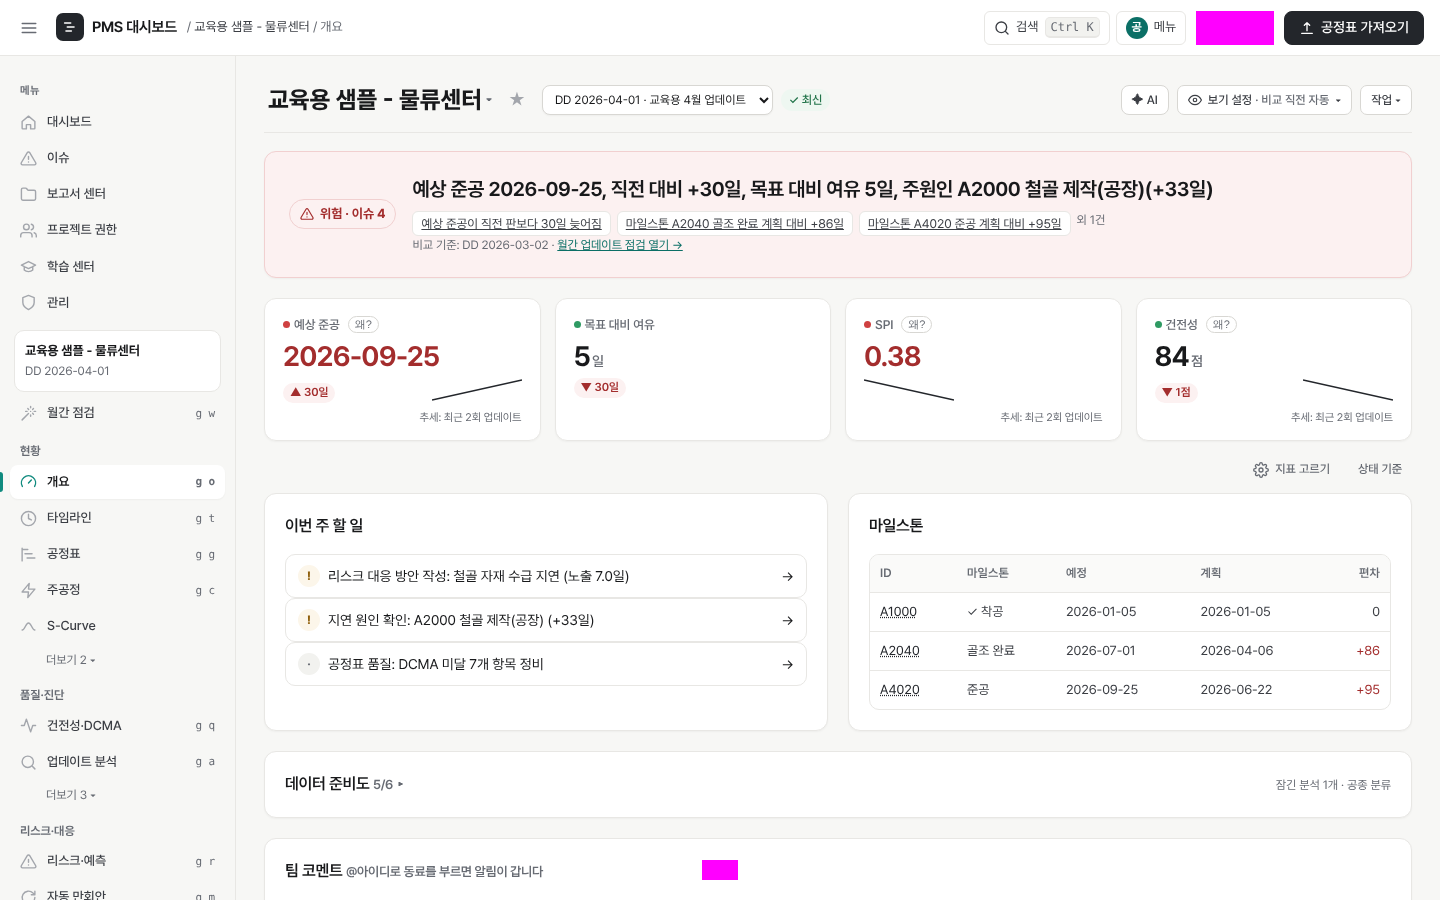 PMS 대시보드 / 교육용 샘플 - 물류센터 / 개요
검색 Ctrl K
공 메뉴
공정표 가져오기
메뉴
대시보드
이슈
보고서 센터
프로젝트 권한
학습 센터
관리
교육용 샘플 - 물류센터
DD 2026-04-01
월간 점검 g w
현황
개요 g o
타임라인 g t
공정표 g g
주공정 g c
S-Curve
더보기 2
품질·진단
건전성·DCMA g q
업데이트 분석 g a
더보기 3
리스크·대응
리스크·예측 g r
자동 만회안 g m
교육용 샘플 - 물류센터
DD 2026-04-01 · 교육용 4월 업데이트
✓ 최신
AI
보기 설정 · 비교 직전 자동
작업
위험 · 이슈 4
예상 준공 2026-09-25, 직전 대비 +30일, 목표 대비 여유 5일, 주원인 A2000 철골 제작(공장)(+33일)
예상 준공이 직전 판보다 30일 늦어짐
마일스톤 A2040 골조 완료 계획 대비 +86일
마일스톤 A4020 준공 계획 대비 +95일
외 1건
비교 기준: DD 2026-03-02 · 월간 업데이트 점검 열기 →
예상 준공 왜?
2026-09-25
▲ 30일
추세: 최근 2회 업데이트
목표 대비 여유
5일
▼ 30일
SPI 왜?
0.38
추세: 최근 2회 업데이트
건전성 왜?
84점
▼ 1점
추세: 최근 2회 업데이트
지표 고르기
상태 기준
이번 주 할 일
! 리스크 대응 방안 작성: 철골 자재 수급 지연 (노출 7.0일) →
! 지연 원인 확인: A2000 철골 제작(공장) (+33일) →
· 공정표 품질: DCMA 미달 7개 항목 정비 →
마일스톤
ID 마일스톤 예정 계획 편차
A1000 ✓ 착공 2026-01-05 2026-01-05 0
A2040 골조 완료 2026-07-01 2026-04-06 +86
A4020 준공 2026-09-25 2026-06-22 +95
데이터 준비도 5/6
잠긴 분석 1개 · 공종 분류
팀 코멘트 @아이디로 동료를 부르면 알림이 갑니다